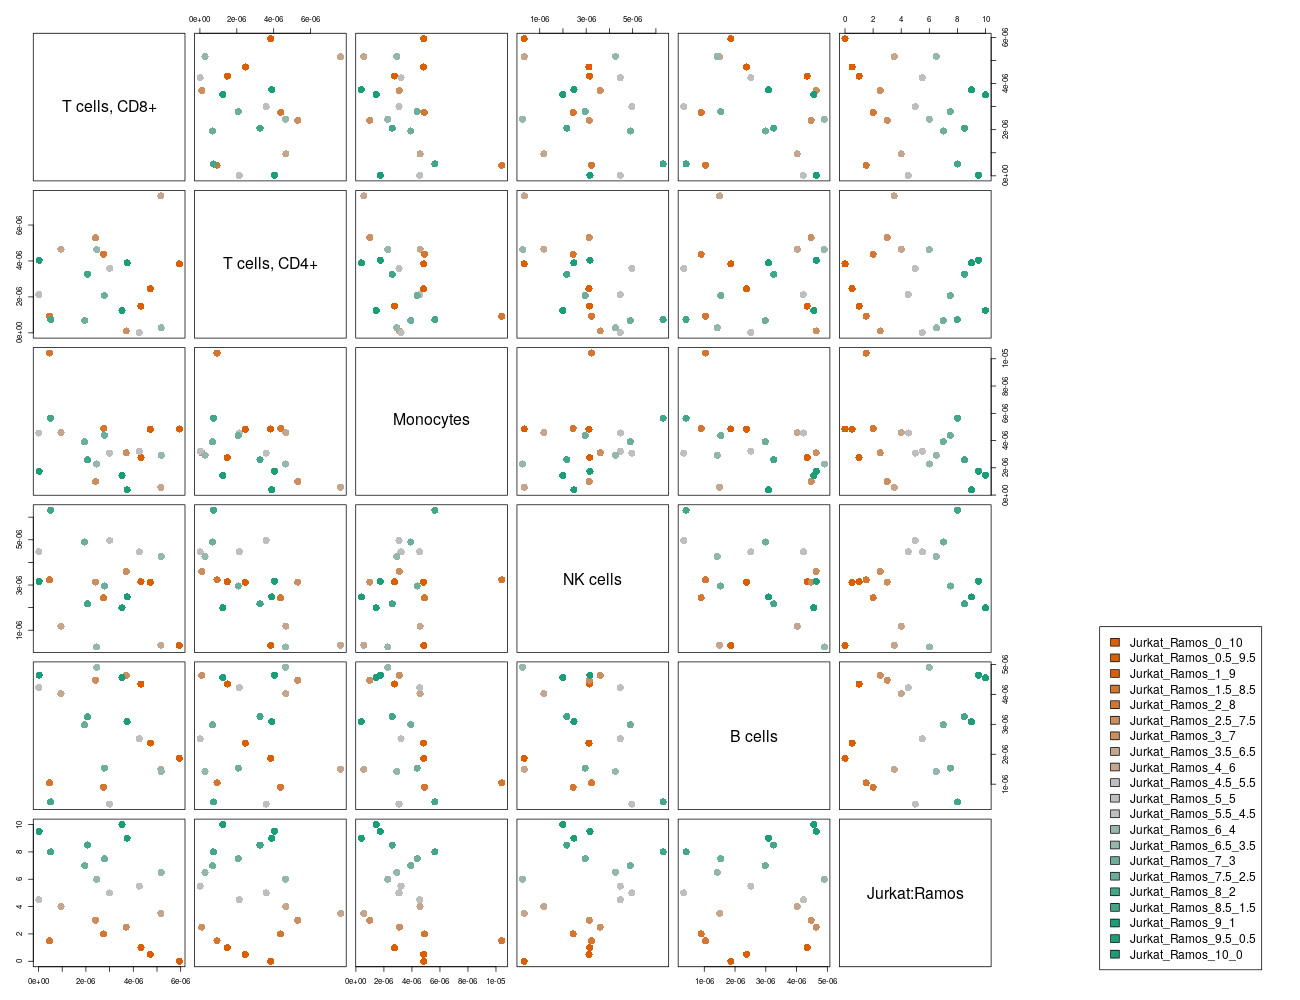 0e+00 2e-06 4e-06 6e-06
1e-06 3e-06 5e-06
0 2 4 6 8 10
T cells, CD8+
0e+00 2e-06 4e-06 6e-06
T cells, CD4+
0e+00 2e-06 4e-06 6e-06
Monocytes
0e+00 2e-06 4e-06 6e-06 8e-06 1e-05
NK cells
1e-06 3e-06 5e-06
B cells
1e-06 2e-06 3e-06 4e-06 5e-06
Jurkat:Ramos
0 2 4 6 8 10
0e+00 2e-06 4e-06 6e-06
0e+00 2e-06 4e-06 6e-06 8e-06 1e-05
1e-06 2e-06 3e-06 4e-06 5e-06
Jurkat_Ramos_0_10
Jurkat_Ramos_0.5_9.5
Jurkat_Ramos_1_9
Jurkat_Ramos_1.5_8.5
Jurkat_Ramos_2_8
Jurkat_Ramos_2.5_7.5
Jurkat_Ramos_3_7
Jurkat_Ramos_3.5_6.5
Jurkat_Ramos_4_6
Jurkat_Ramos_4.5_5.5
Jurkat_Ramos_5_5
Jurkat_Ramos_5.5_4.5
Jurkat_Ramos_6_4
Jurkat_Ramos_6.5_3.5
Jurkat_Ramos_7_3
Jurkat_Ramos_7.5_2.5
Jurkat_Ramos_8_2
Jurkat_Ramos_8.5_1.5
Jurkat_Ramos_9_1
Jurkat_Ramos_9.5_0.5
Jurkat_Ramos_10_0